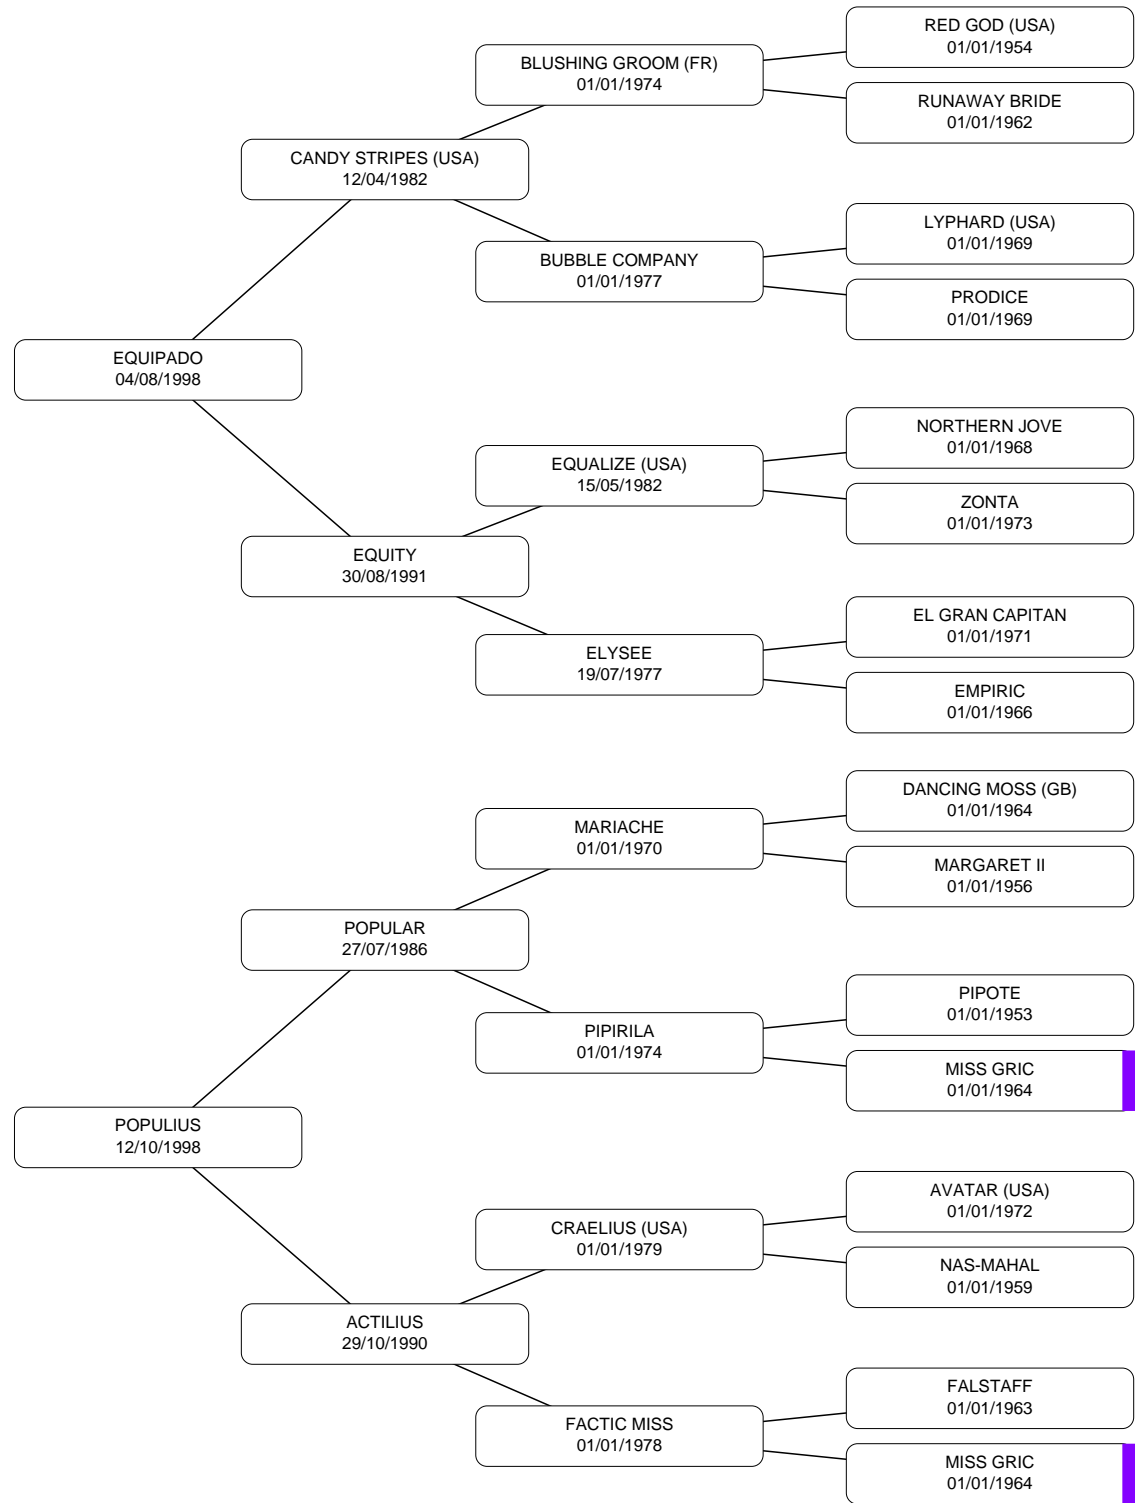 RED GOD (USA)
01/01/1954
BLUSHING GROOM (FR)
01/01/1974
RUNAWAY BRIDE
01/01/1962
CANDY STRIPES (USA)
12/04/1982
LYPHARD (USA)
01/01/1969
BUBBLE COMPANY
01/01/1977
PRODICE
01/01/1969
EQUIPADO
04/08/1998
NORTHERN JOVE
01/01/1968
EQUALIZE (USA)
15/05/1982
ZONTA
01/01/1973
EQUITY
30/08/1991
EL GRAN CAPITAN
01/01/1971
ELYSEE
19/07/1977
EMPIRIC
01/01/1966
DANCING MOSS (GB)
01/01/1964
MARIACHE
01/01/1970
MARGARET II
01/01/1956
POPULAR
27/07/1986
PIPOTE
01/01/1953
PIPIRILA
01/01/1974
MISS GRIC
01/01/1964
POPULIUS
12/10/1998
AVATAR (USA)
01/01/1972
CRAELIUS (USA)
01/01/1979
NAS-MAHAL
01/01/1959
ACTILIUS
29/10/1990
FALSTAFF
01/01/1963
FACTIC MISS
01/01/1978
MISS GRIC
01/01/1964